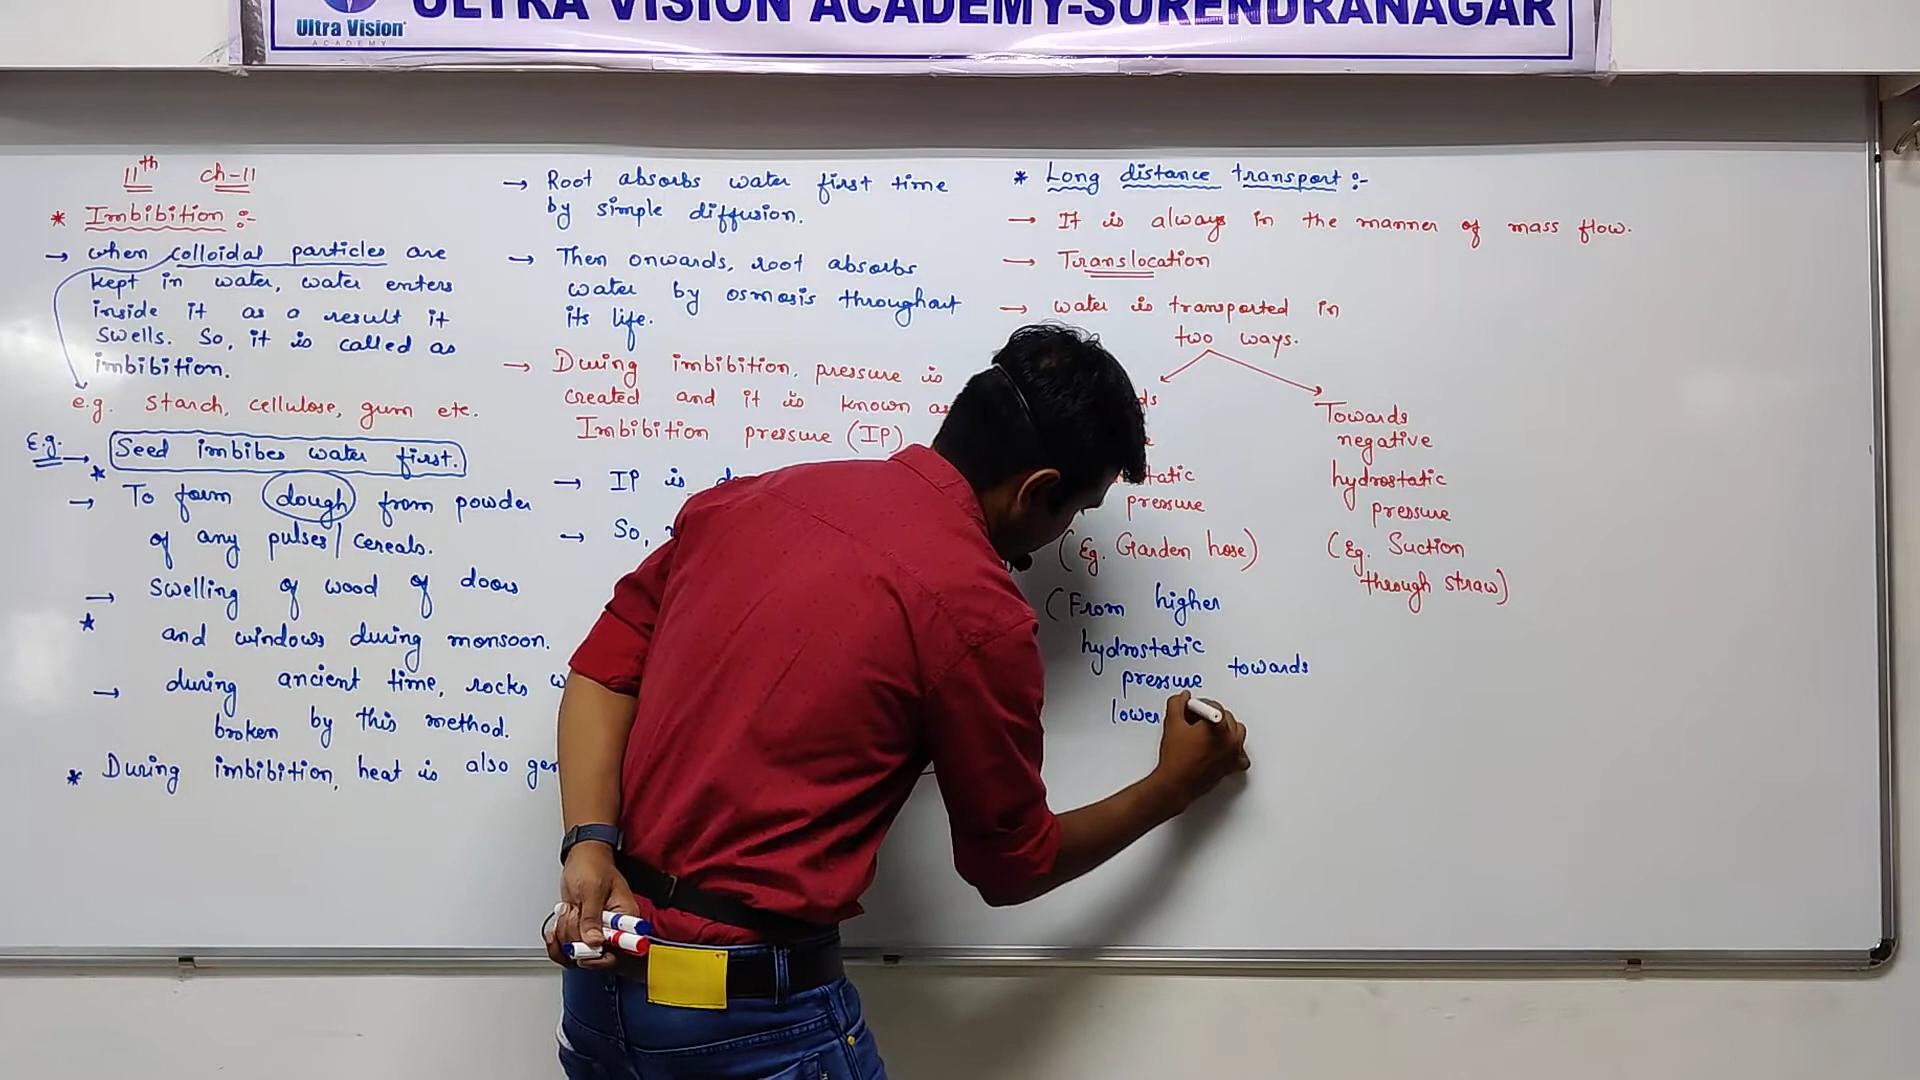 ULTRA VISION ACADEMY-SURENDRANAGAR
Ultra Vision
ACADEMY
11th ch-11
* Imbibition :-
→ when colloidal particles are
kept in water, water enters
inside it as a result it
swells. So, it is called as
imbibition.
e.g. Starch, cellulose, gum etc.
E.g. → Seed imbibes water first.
*
→ To form dough from powder
of any pulses/cereals.
→ Swelling of wood of doors
* and windows during monsoon.
→ during ancient time, rocks
broken by this method.
* During imbibition, heat is also
→ Root absorbs water first time
by simple diffusion.
→ Then onwards, root absorbs
water by osmosis throughout
its life.
→ During imbibition, pressure is
created and it is known as
Imbibition pressure (IP)
→ IP is
→ So,
* Long distance transport :-
→ It is always in the manner of mass flow.
→ Translocation
→ water is transported in
two ways.
pressure
(Eg. Garden hose)
(From higher
hydrostatic
pressure towards
lower
Towards
negative
hydrostatic
pressure
(Eg. Suction
through straw)